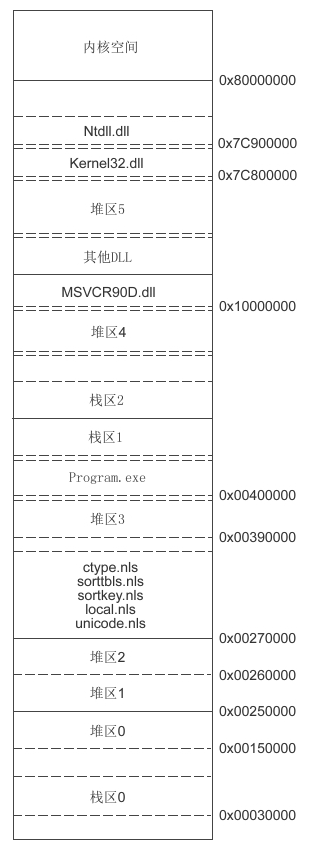 内核空间
0x80000000
Ntdll.dll
0x7C900000
Kernel32.dll
0x7C800000
堆区5
其他DLL
MSVCR90D.dll
0x10000000
堆区4
栈区2
栈区1
Program.exe
0x00400000
堆区3
0x00390000
ctype.nls
sorttbls.nls
sortkey.nls
local.nls
unicode.nls
0x00270000
堆区2
0x00260000
堆区1
0x00250000
堆区0
0x00150000
栈区0
0x00030000